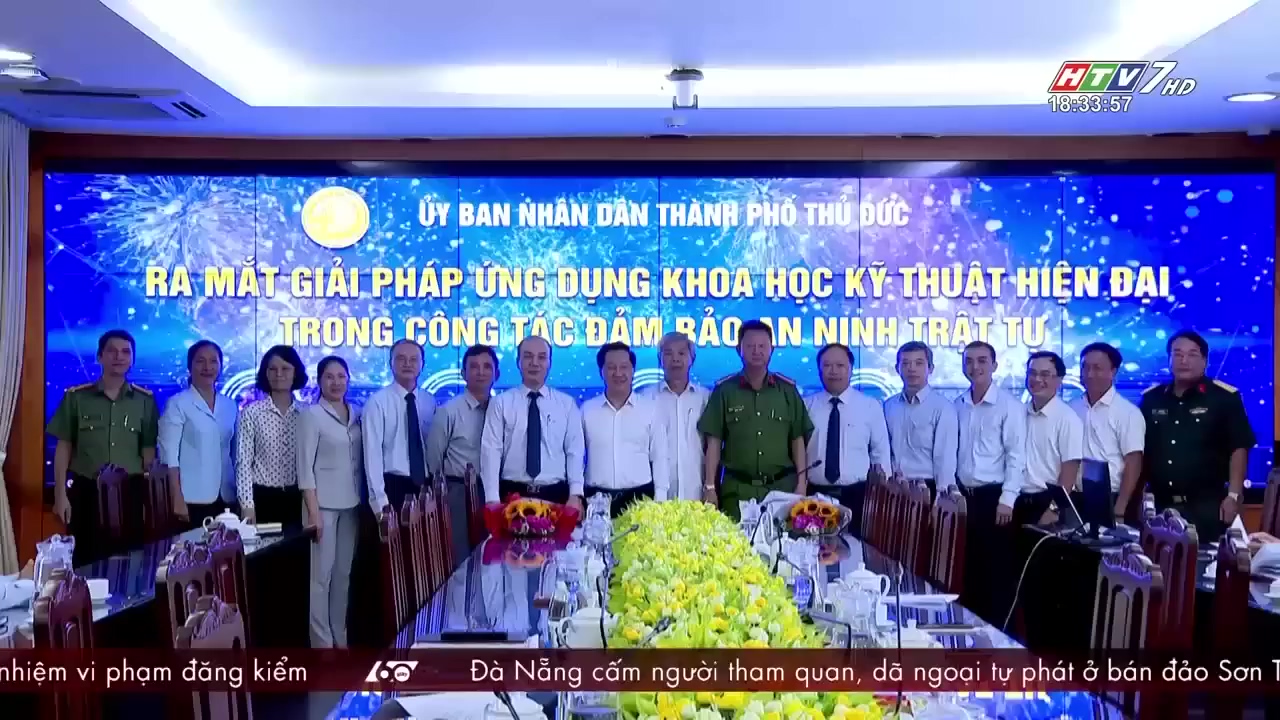 HTV7 HD
18:33:57
ỦY BAN NHÂN DÂN THÀNH PHỐ THỦ ĐỨC
RA MẮT GIẢI PHÁP ỨNG DỤNG KHOA HỌC KỸ THUẬT HIỆN ĐẠI
TRONG CÔNG TÁC ĐẢM BẢO AN NINH TRẬT TỰ
nhiệm vi phạm đăng kiểm 60 Đà Nẵng cấm người tham quan, dã ngoại tự phát ở bán đảo Sơn T